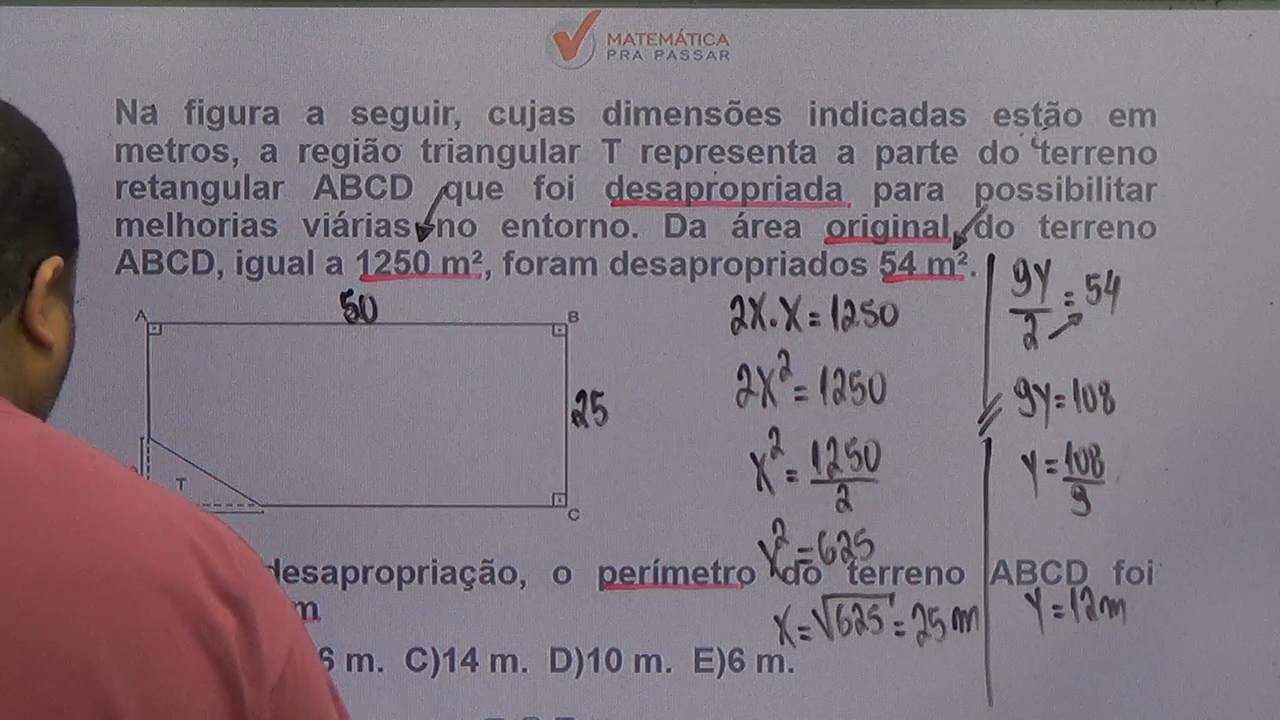 MATEMÁTICA
PRA PASSAR
Na figura a seguir, cujas dimensões indicadas estão em
metros, a região triangular T representa a parte do terreno
retangular ABCD que foi desapropriada para possibilitar
melhorias viárias no entorno. Da área original do terreno
ABCD, igual a 1250 m², foram desapropriados 54 m².
A
50
B
25
T
C
2X.X=1250
2X²=1250
X²=1250/2
X²=625
X=√625=25m
9Y/2=54
9Y=108
Y=108/9
Y=12m
desapropriação, o perímetro do terreno ABCD foi
m
6 m. C)14 m. D)10 m. E)6 m.